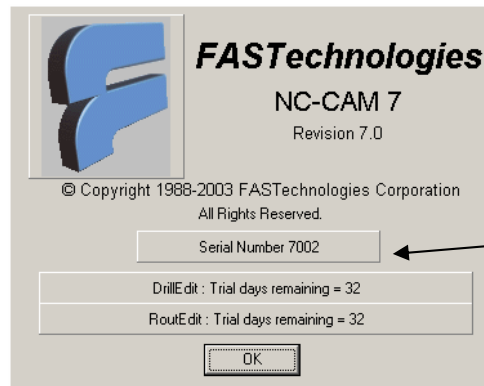 FASTechnologies
NC-CAM 7
Revision 7.0
© Copyright 1988-2003 FASTechnologies Corporation
All Rights Reserved.
Serial Number 7002
DrillEdit : Trial days remaining = 32
RoutEdit : Trial days remaining = 32
OK